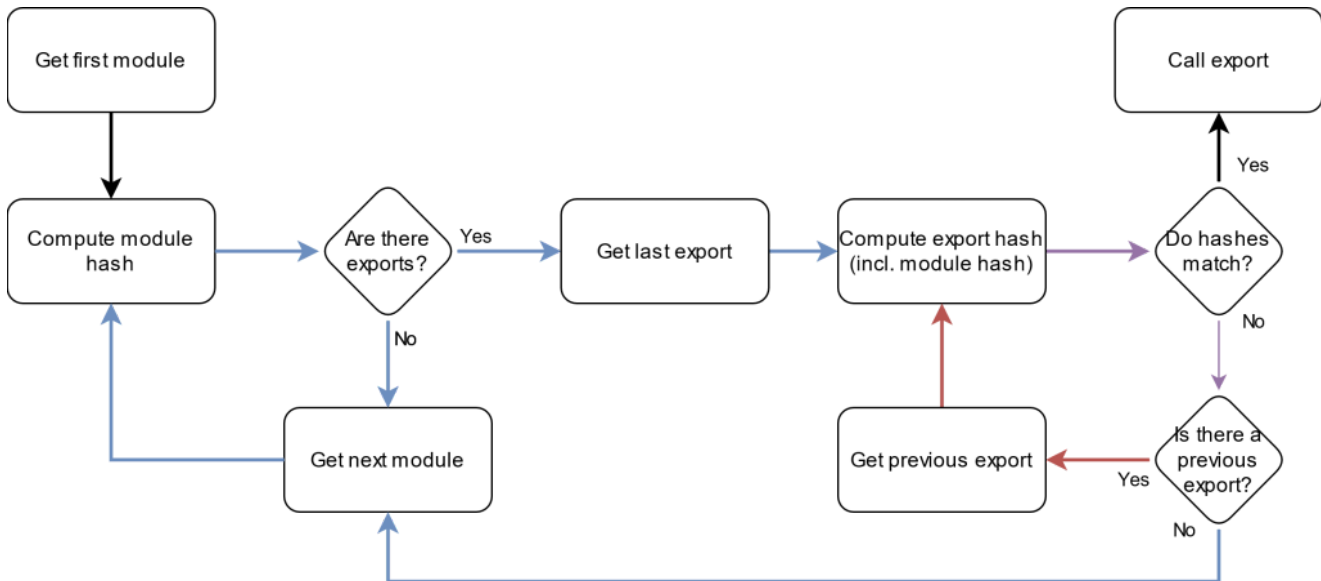 Get first module
Call export
Yes
Compute module
hash
Are there
exports?
Yes
Get last export
Compute export hash
(incl. module hash)
Do hashes
match?
No
No
Get next module
Get previous export
Yes
Is there a
previous
export?
No